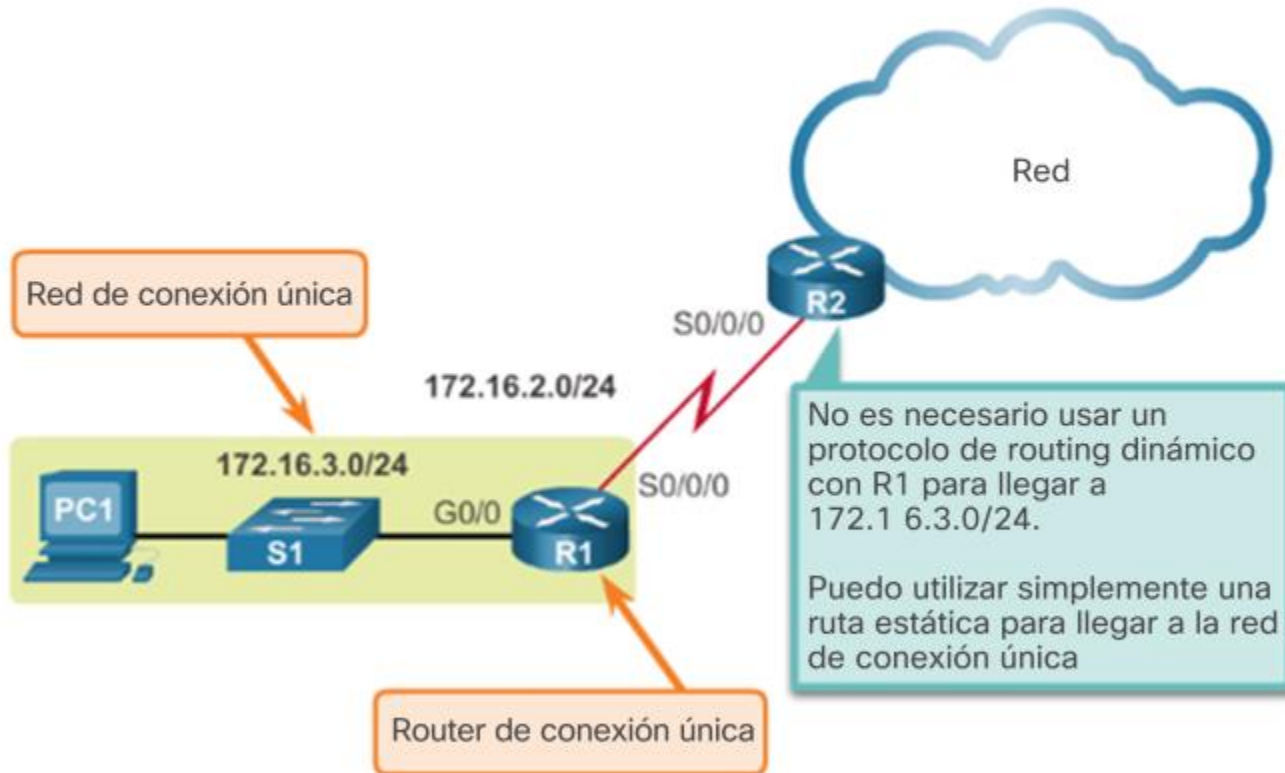 Red
R2
Red de conexión única
S0/0/0
172.16.2.0/24
No es necesario usar un
protocolo de routing dinámico
con R1 para llegar a
172.1 6.3.0/24.
Puedo utilizar simplemente una
ruta estática para llegar a la red
de conexión única
172.16.3.0/24
S0/0/0
PC1
G0/0
S1
R1
Router de conexión única